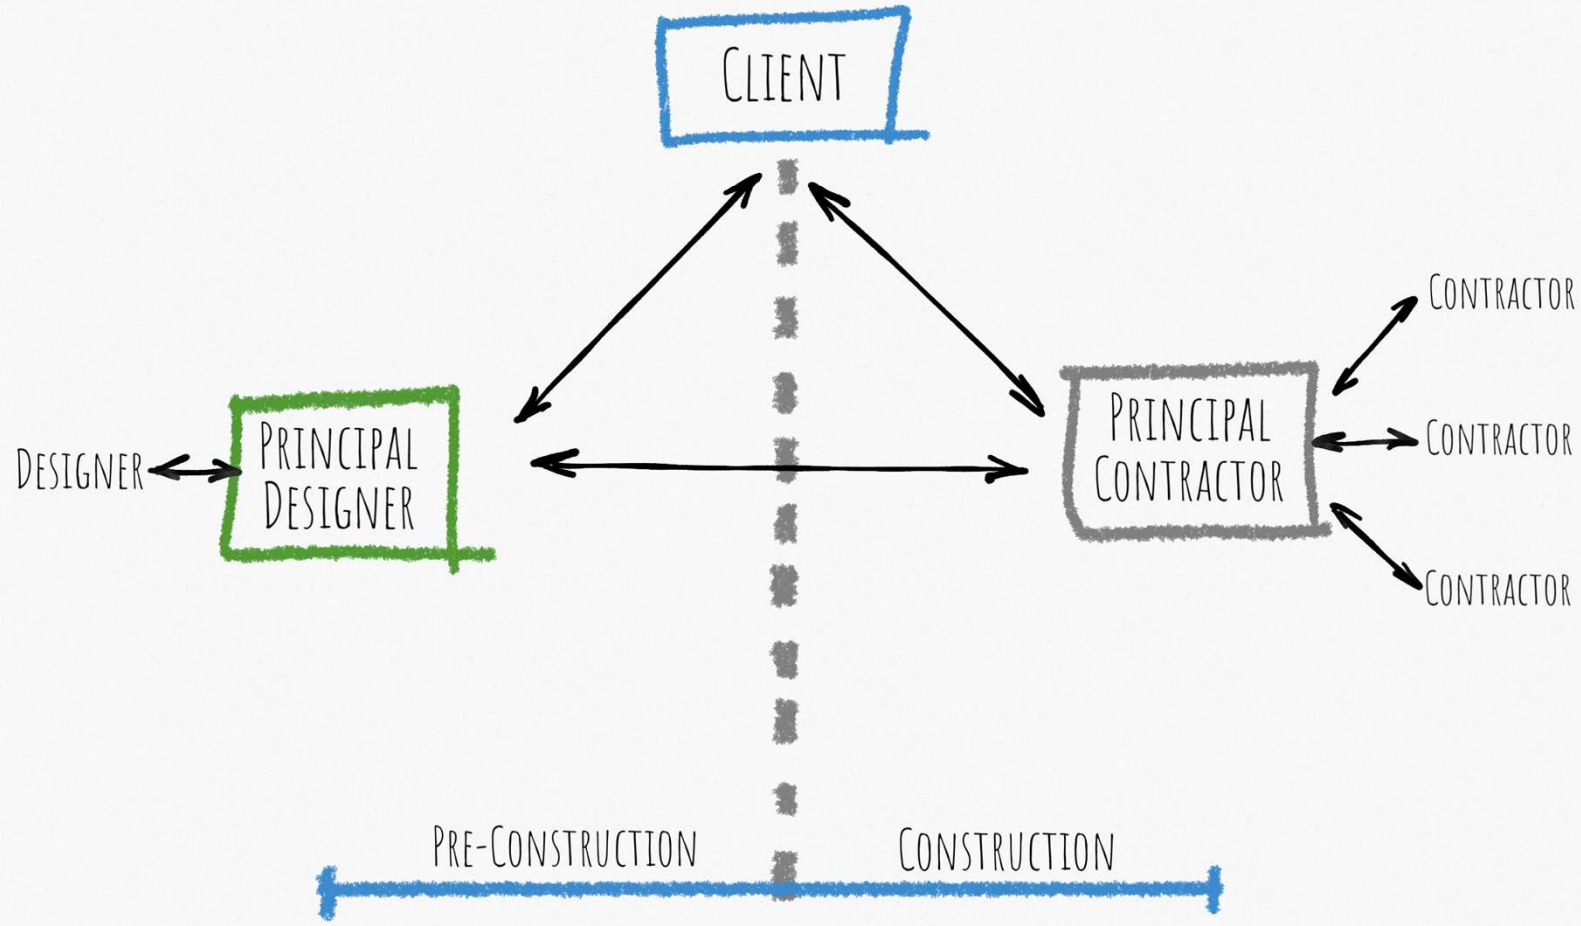 CLIENT
CONTRACTOR
DESIGNER
PRINCIPAL
DESIGNER
PRINCIPAL
CONTRACTOR
CONTRACTOR
CONTRACTOR
PRE-CONSTRUCTION
CONSTRUCTION